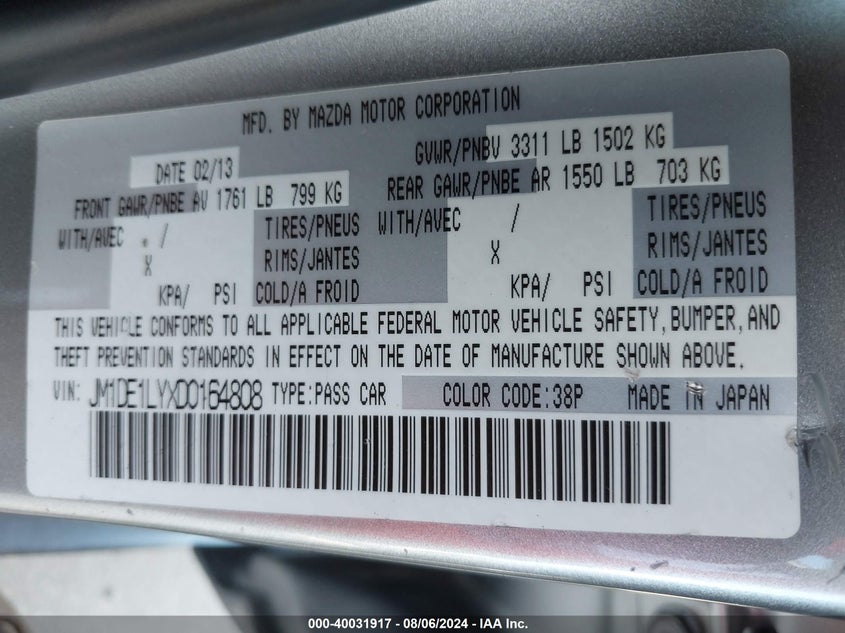 MFD. BY MAZDA MOTOR CORPORATION
DATE 02/13 GVWR/PNBV 3311 LB 1502 KG
FRONT GAWR/PNBE AV 1761 LB 799 KG REAR GAWR/PNBE AR 1550 LB 703 KG
WITH/AVEC / TIRES/PNEUS WITH/AVEC / TIRES/PNEUS
X RIMS/JANTES X RIMS/JANTES
KPA/ PSI COLD/A FROID KPA/ PSI COLD/A FROID
THIS VEHICLE CONFORMS TO ALL APPLICABLE FEDERAL MOTOR VEHICLE SAFETY, BUMPER, AND
THEFT PREVENTION STANDARDS IN EFFECT ON THE DATE OF MANUFACTURE SHOWN ABOVE.
VIN: JM1DE1LYXD0164808 TYPE:PASS CAR COLOR CODE:38P MADE IN JAPAN
000-40031917 - 08/06/2024 - IAA Inc.